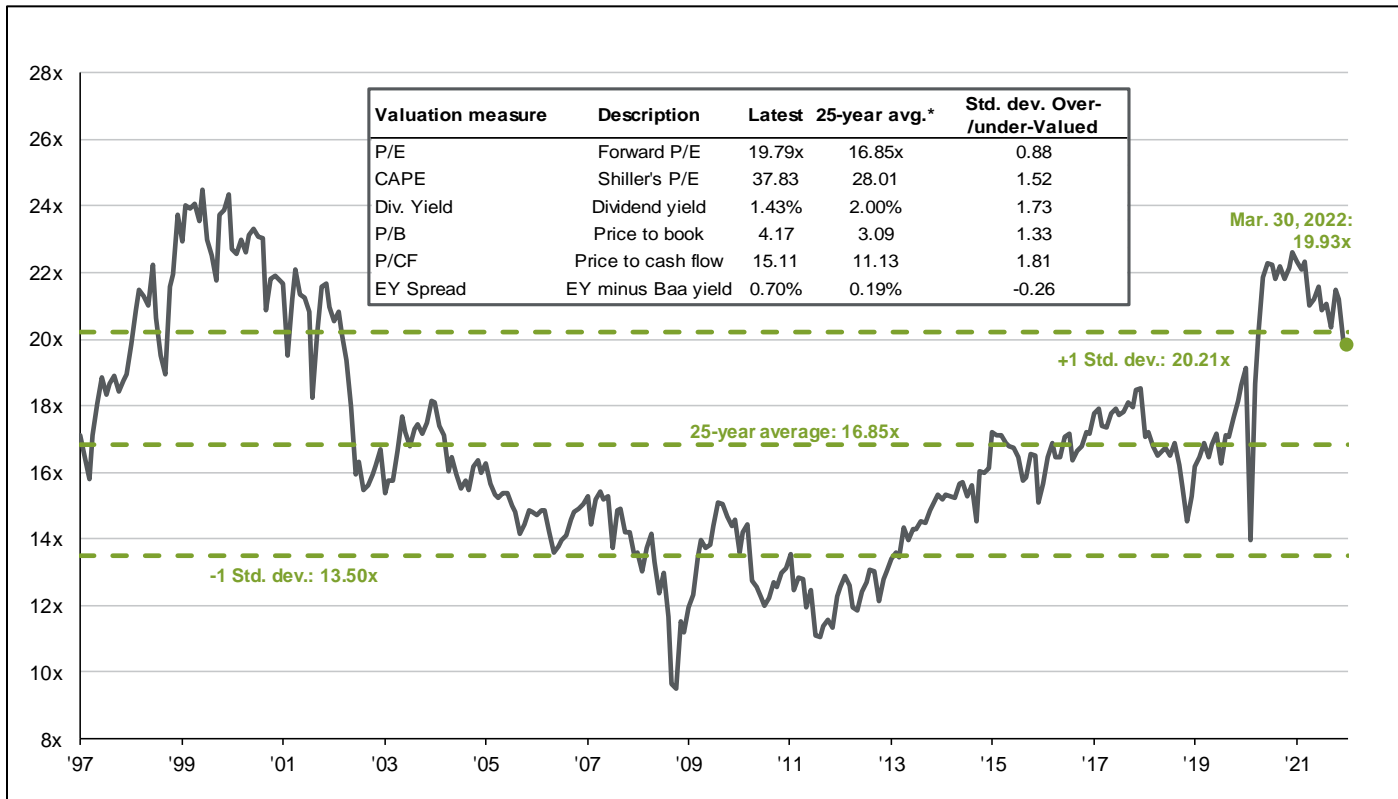 28x
26x
24x
22x
20x
18x
16x
14x
12x
10x
8x
Valuation measure Description Latest 25-year avg.* Std. dev. Over-
/under-Valued
P/E Forward P/E 19.79x 16.85x 0.88
CAPE Shiller's P/E 37.83 28.01 1.52
Div. Yield Dividend yield 1.43% 2.00% 1.73
P/B Price to book 4.17 3.09 1.33
P/CF Price to cash flow 15.11 11.13 1.81
EY Spread EY minus Baa yield 0.70% 0.19% -0.26
Mar. 30, 2022:
19.93x
+1 Std. dev.: 20.21x
25-year average: 16.85x
-1 Std. dev.: 13.50x
'97 '99 '01 '03 '05 '07 '09 '11 '13 '15 '17 '19 '21